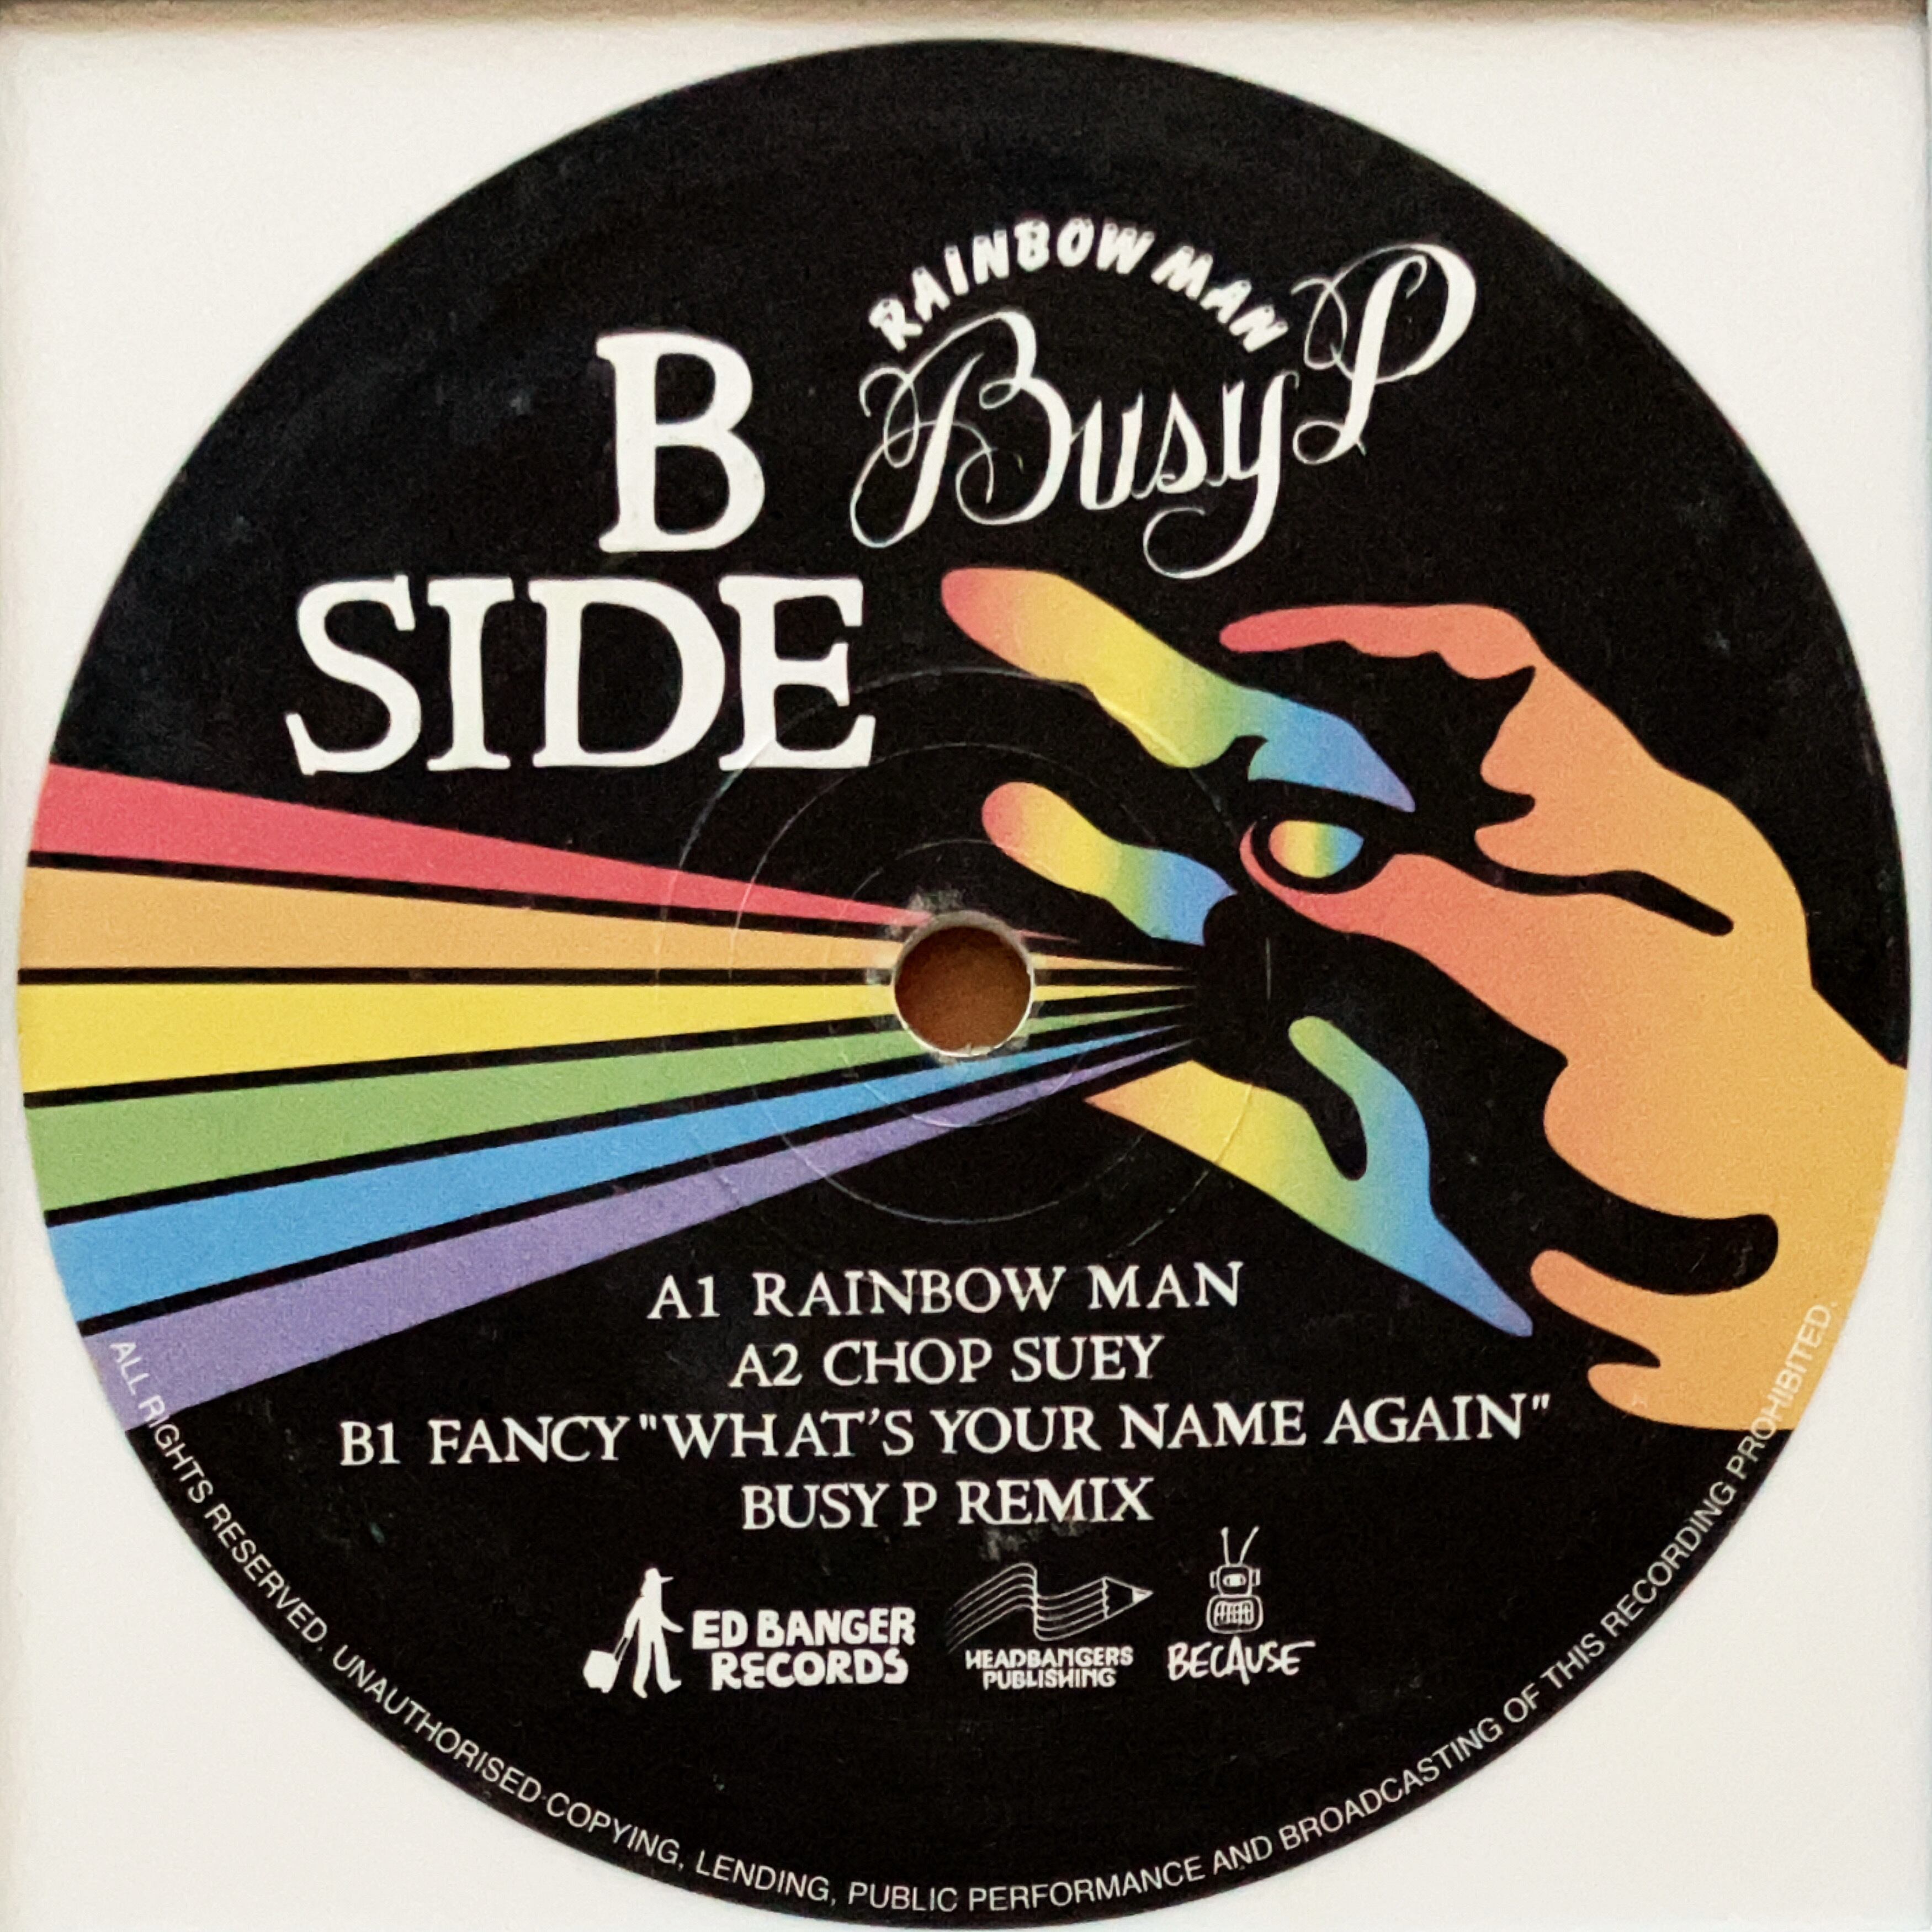 RAINBOW MAN
Busy P
B
SIDE
A1 RAINBOW MAN
A2 CHOP SUEY
B1 FANCY "WHAT'S YOUR NAME AGAIN"
BUSY P REMIX
ED BANGER
RECORDS
HEADBANGERS
PUBLISHING
BECAUSE
ALL RIGHTS RESERVED. UNAUTHORISED COPYING, LENDING, PUBLIC PERFORMANCE AND BROADCASTING OF THIS RECORDING PROHIBITED.